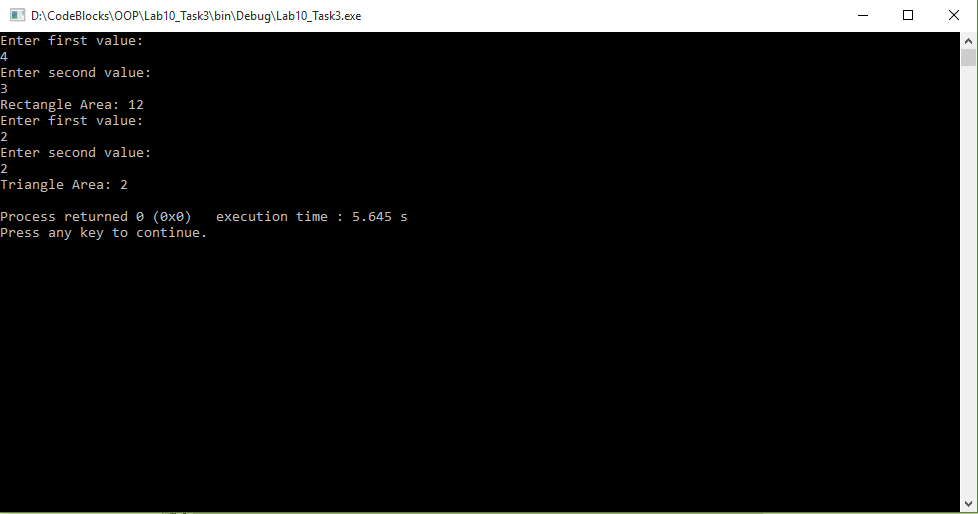 D:\CodeBlocks\OOP\Lab10_Task3\bin\Debug\Lab10_Task3.exe
Enter first value:
4
Enter second value:
3
Rectangle Area: 12
Enter first value:
2
Enter second value:
2
Triangle Area: 2
Process returned 0 (0x0)   execution time : 5.645 s
Press any key to continue.